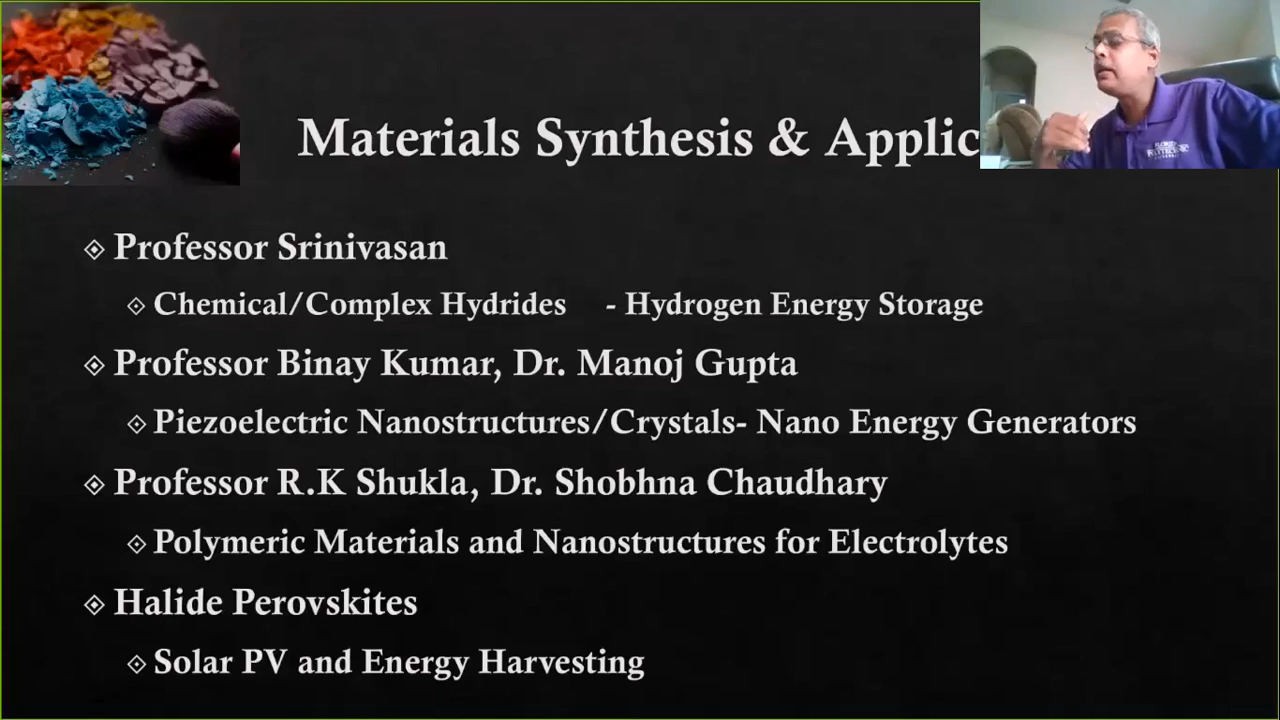 Materials Synthesis & Applic
Professor Srinivasan
Chemical/Complex Hydrides - Hydrogen Energy Storage
Professor Binay Kumar, Dr. Manoj Gupta
Piezoelectric Nanostructures/Crystals- Nano Energy Generators
Professor R.K Shukla, Dr. Shobhna Chaudhary
Polymeric Materials and Nanostructures for Electrolytes
Halide Perovskites
Solar PV and Energy Harvesting